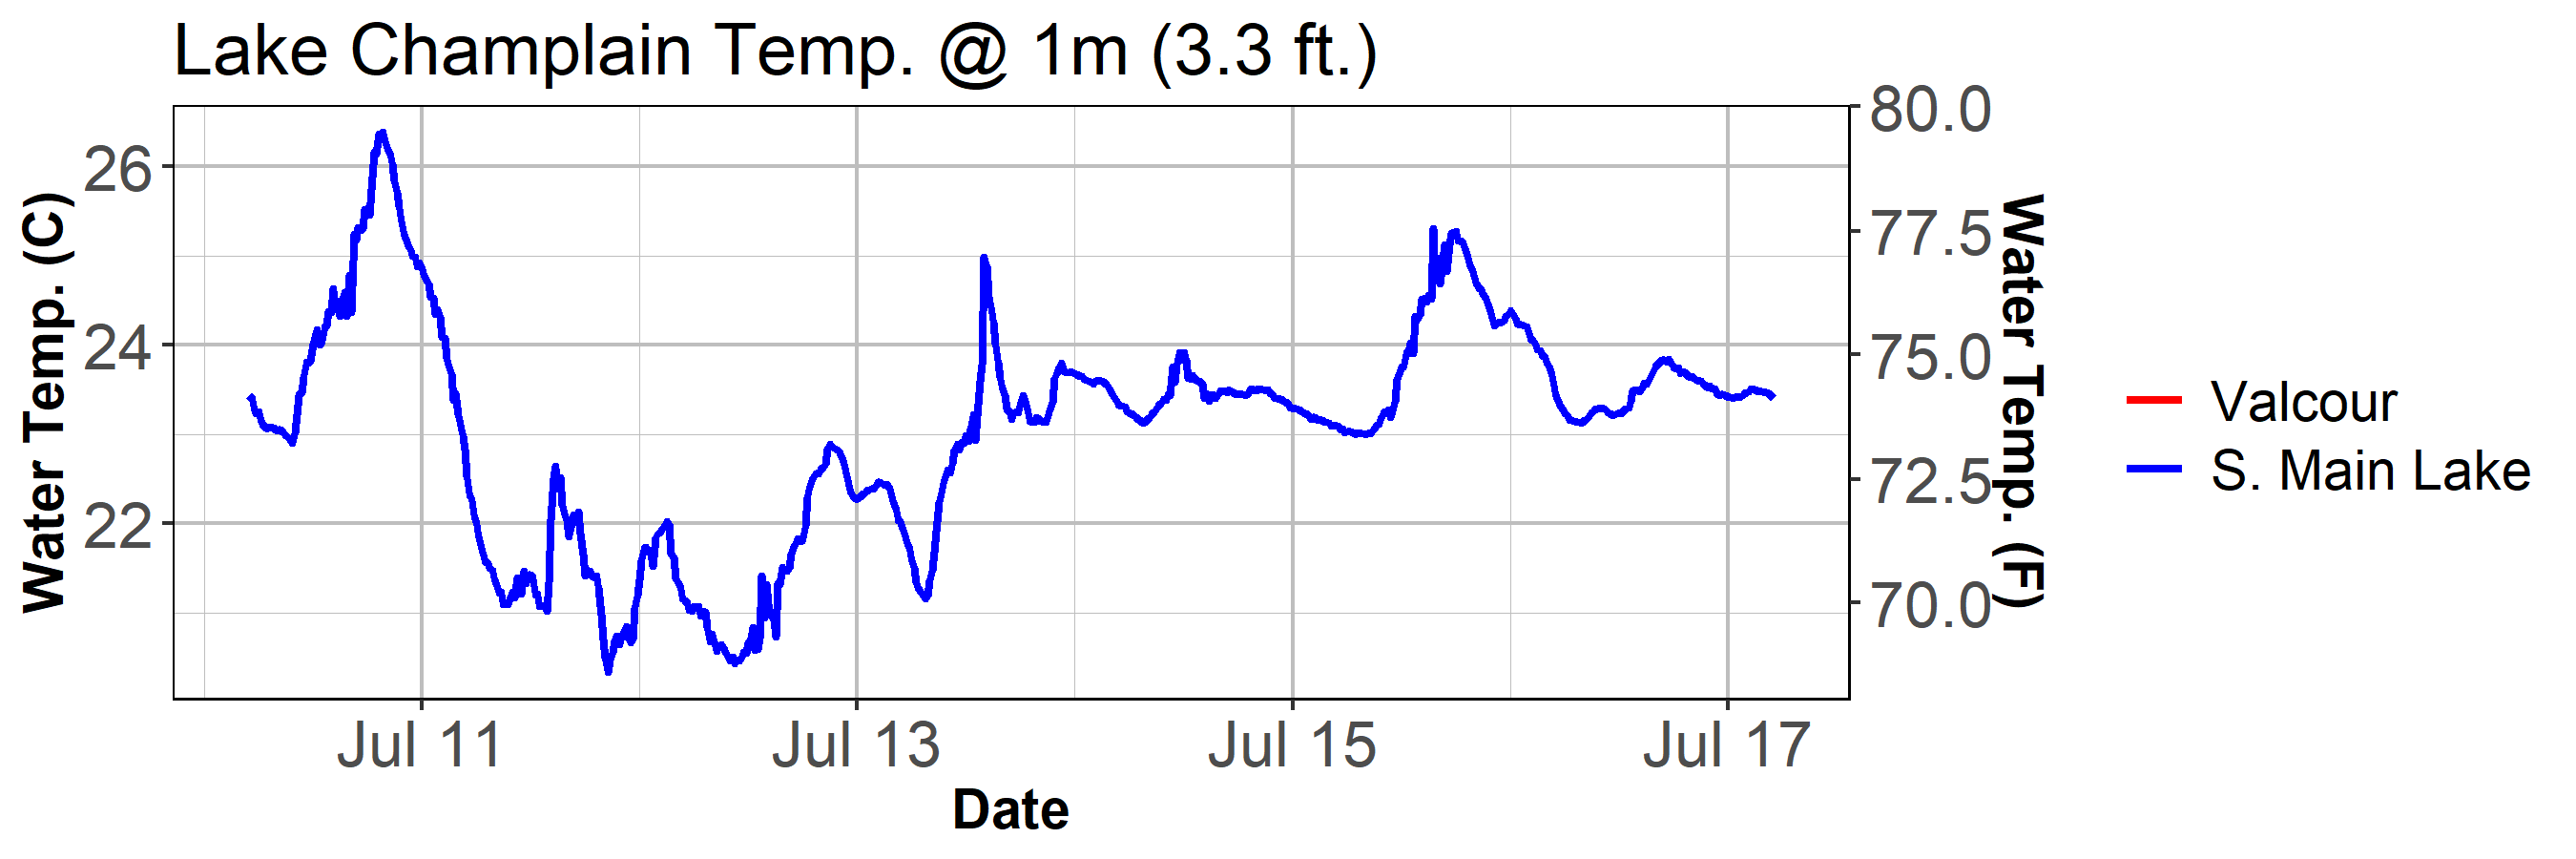 Lake Champlain Temp. @ 1m (3.3 ft.)
Water Temp. (C)
26
24
22
80.0
77.5
75.0
72.5
70.0
Water Temp. (F)
Jul 11
Jul 13
Jul 15
Jul 17
Date
Valcour
S. Main Lake